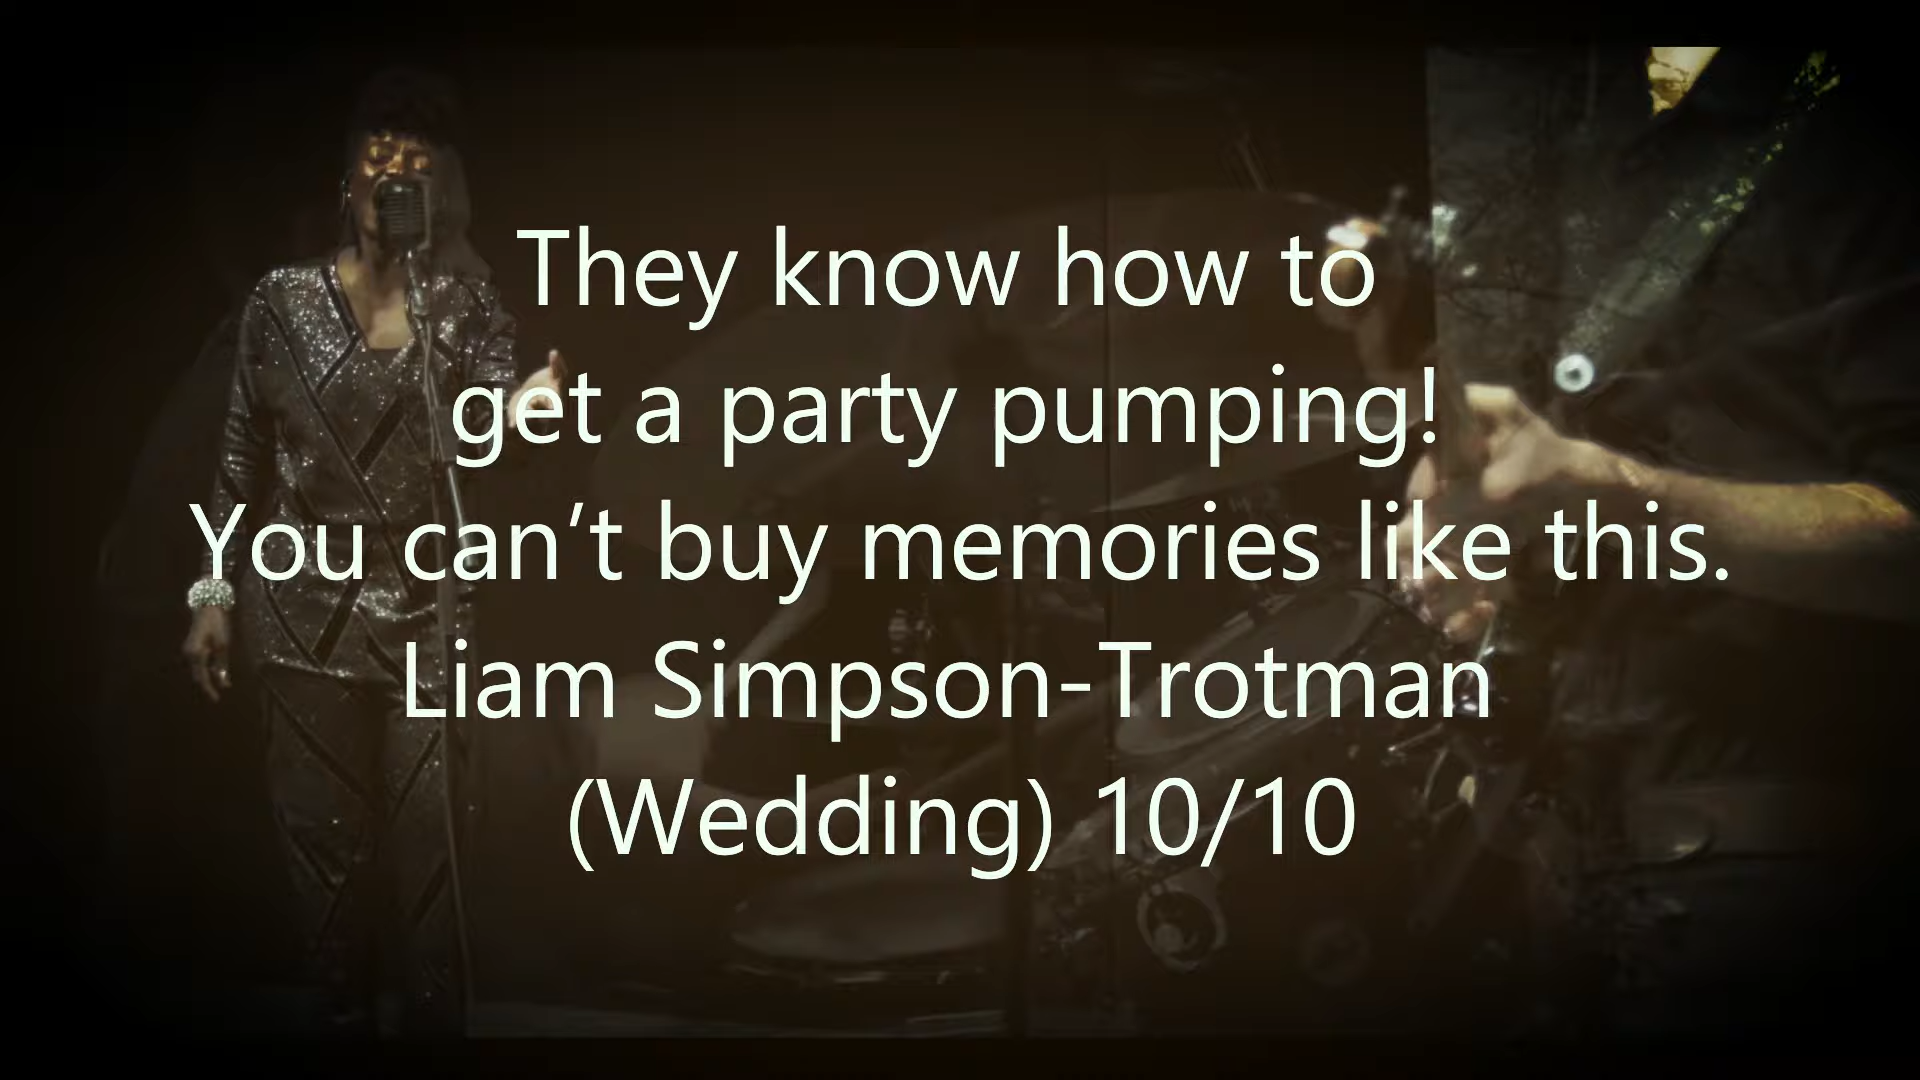 They know how to
get a party pumping!
You can’t buy memories like this.
Liam Simpson-Trotman
(Wedding) 10/10